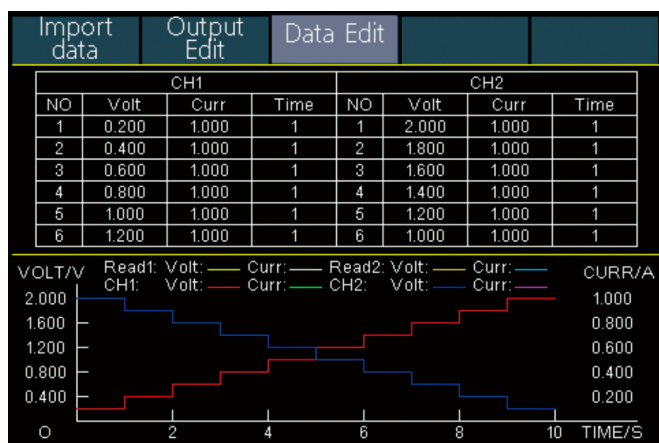 Import data
Output Edit
Data Edit
CH1 CH2
NO Volt Curr Time NO Volt Curr Time
1 0.200 1.000 1 1 2.000 1.000 1
2 0.400 1.000 1 2 1.800 1.000 1
3 0.600 1.000 1 3 1.600 1.000 1
4 0.800 1.000 1 4 1.400 1.000 1
5 1.000 1.000 1 5 1.200 1.000 1
6 1.200 1.000 1 6 1.000 1.000 1
VOLT/V Read1: Volt: Curr: Read2: Volt: Curr: CURR/A
CH1: Volt: Curr: CH2: Volt: Curr:
2.000 1.000
1.600 0.800
1.200 0.600
0.800 0.400
0.400 0.200
O 2 4 6 8 10 TIME/S